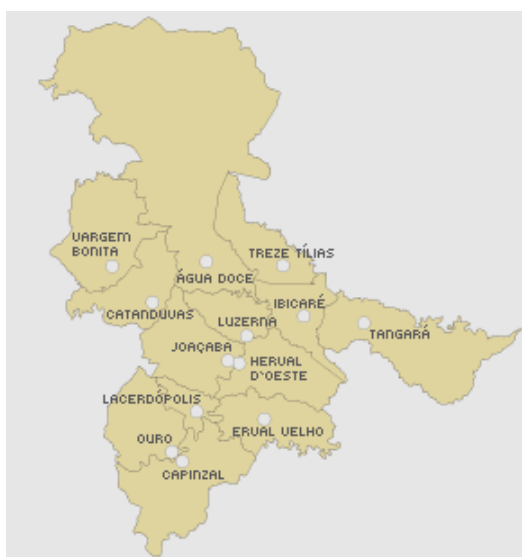 VARGEM
BONITA
TREZE TÍLIAS
ÁGUA DOCE
CATANDUVAS
IBICARÉ
LUZERNA
TANGARÁ
JOAÇABA
HERVAL
D'OESTE
LACERDÓPOLIS
ERVAL VELHO
OURO
CAPINZAL